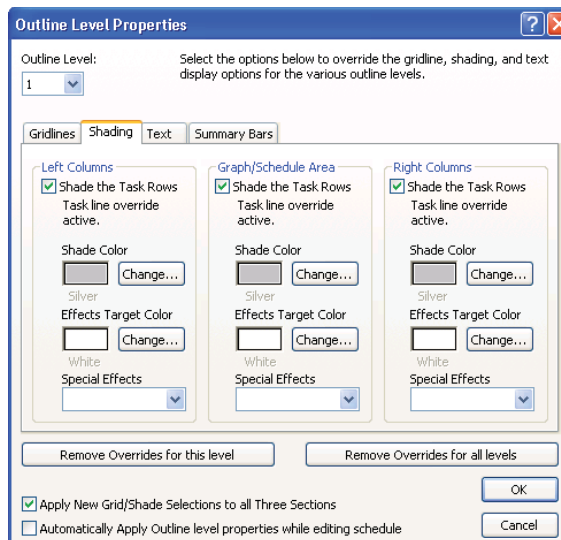 Outline Level Properties
Outline Level:
1
Select the options below to override the gridline, shading, and text
display options for the various outline levels.
Gridlines
Shading
Text
Summary Bars
Left Columns
Shade the Task Rows
Task line override
active.
Shade Color
Change...
Silver
Effects Target Color
Change...
White
Special Effects
Graph/Schedule Area
Shade the Task Rows
Task line override
active.
Shade Color
Change...
Silver
Effects Target Color
Change...
White
Special Effects
Right Columns
Shade the Task Rows
Task line override
active.
Shade Color
Change...
Silver
Effects Target Color
Change...
White
Special Effects
Remove Overrides for this level
Remove Overrides for all levels
Apply New Grid/Shade Selections to all Three Sections
Automatically Apply Outline level properties while editing schedule
OK
Cancel